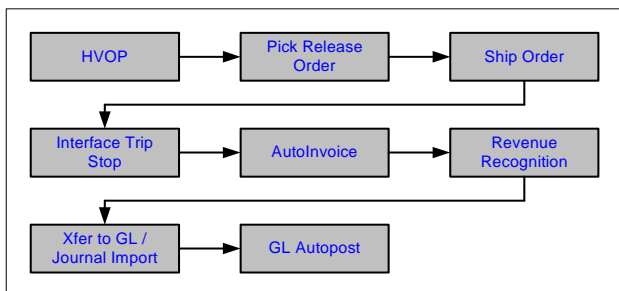 HVOP
Pick Release
Order
Ship Order
Interface Trip
Stop
AutoInvoice
Revenue
Recognition
Xfer to GL /
Journal Import
GL Autopost